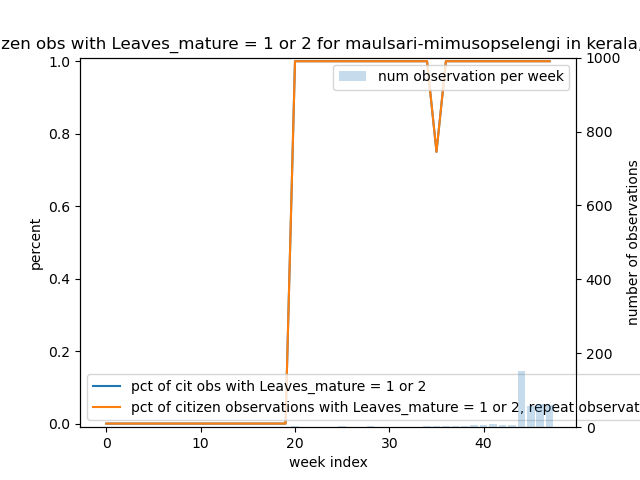 zen obs with Leaves_mature = 1 or 2 for maulsari-mimusopselengi in kerala,
num observation per week
percent
1.0
0.8
0.6
0.4
0.2
0.0
1000
800
600
400
200
0
number of observations
pct of cit obs with Leaves_mature = 1 or 2
pct of citizen observations with Leaves_mature = 1 or 2, repeat observat
0 10 20 30 40
week index